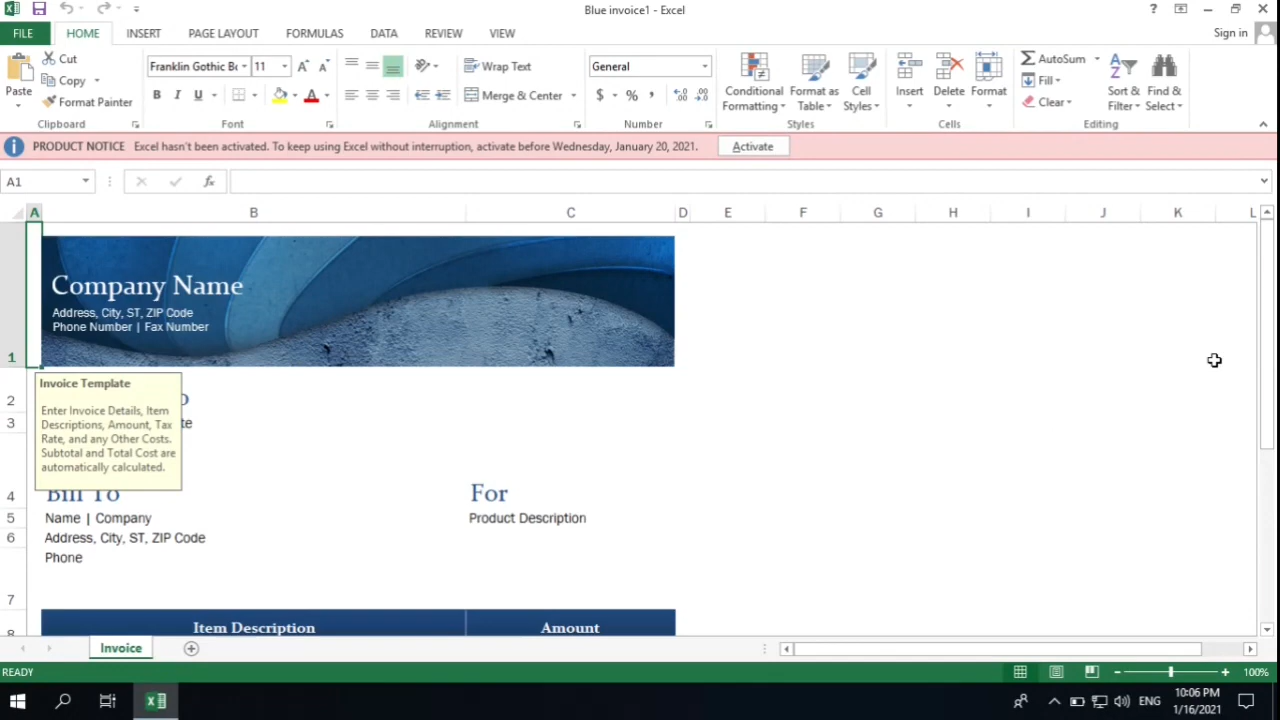 Blue invoice1 - Excel
?
FILE HOME INSERT PAGE LAYOUT FORMULAS DATA REVIEW VIEW Sign in
Paste
Cut
Copy
Format Painter
Clipboard
Franklin Gothic B 11
B I U
Font
Wrap Text
Merge & Center
Alignment
General
$ % ,
Number
Conditional Formatting
Format as Table
Cell Styles
Styles
Insert Delete Format
Cells
AutoSum
Fill
Clear
Sort & Filter
Find & Select
Editing
PRODUCT NOTICE Excel hasn't been activated. To keep using Excel without interruption, activate before Wednesday, January 20, 2021. Activate
A1 fx
A B C D E F G H I J K L
Company Name
Address, City, ST, ZIP Code
Phone Number | Fax Number
1
Invoice Template
Enter Invoice Details, Item
Descriptions, Amount, Tax
Rate, and any Other Costs.
Subtotal and Total Cost are
automatically calculated.
2
3
4 Bill To For
5 Name | Company Product Description
6 Address, City, ST, ZIP Code
Phone
7
8 Item Description Amount
Invoice
READY 100%
ENG 10:06 PM
1/16/2021